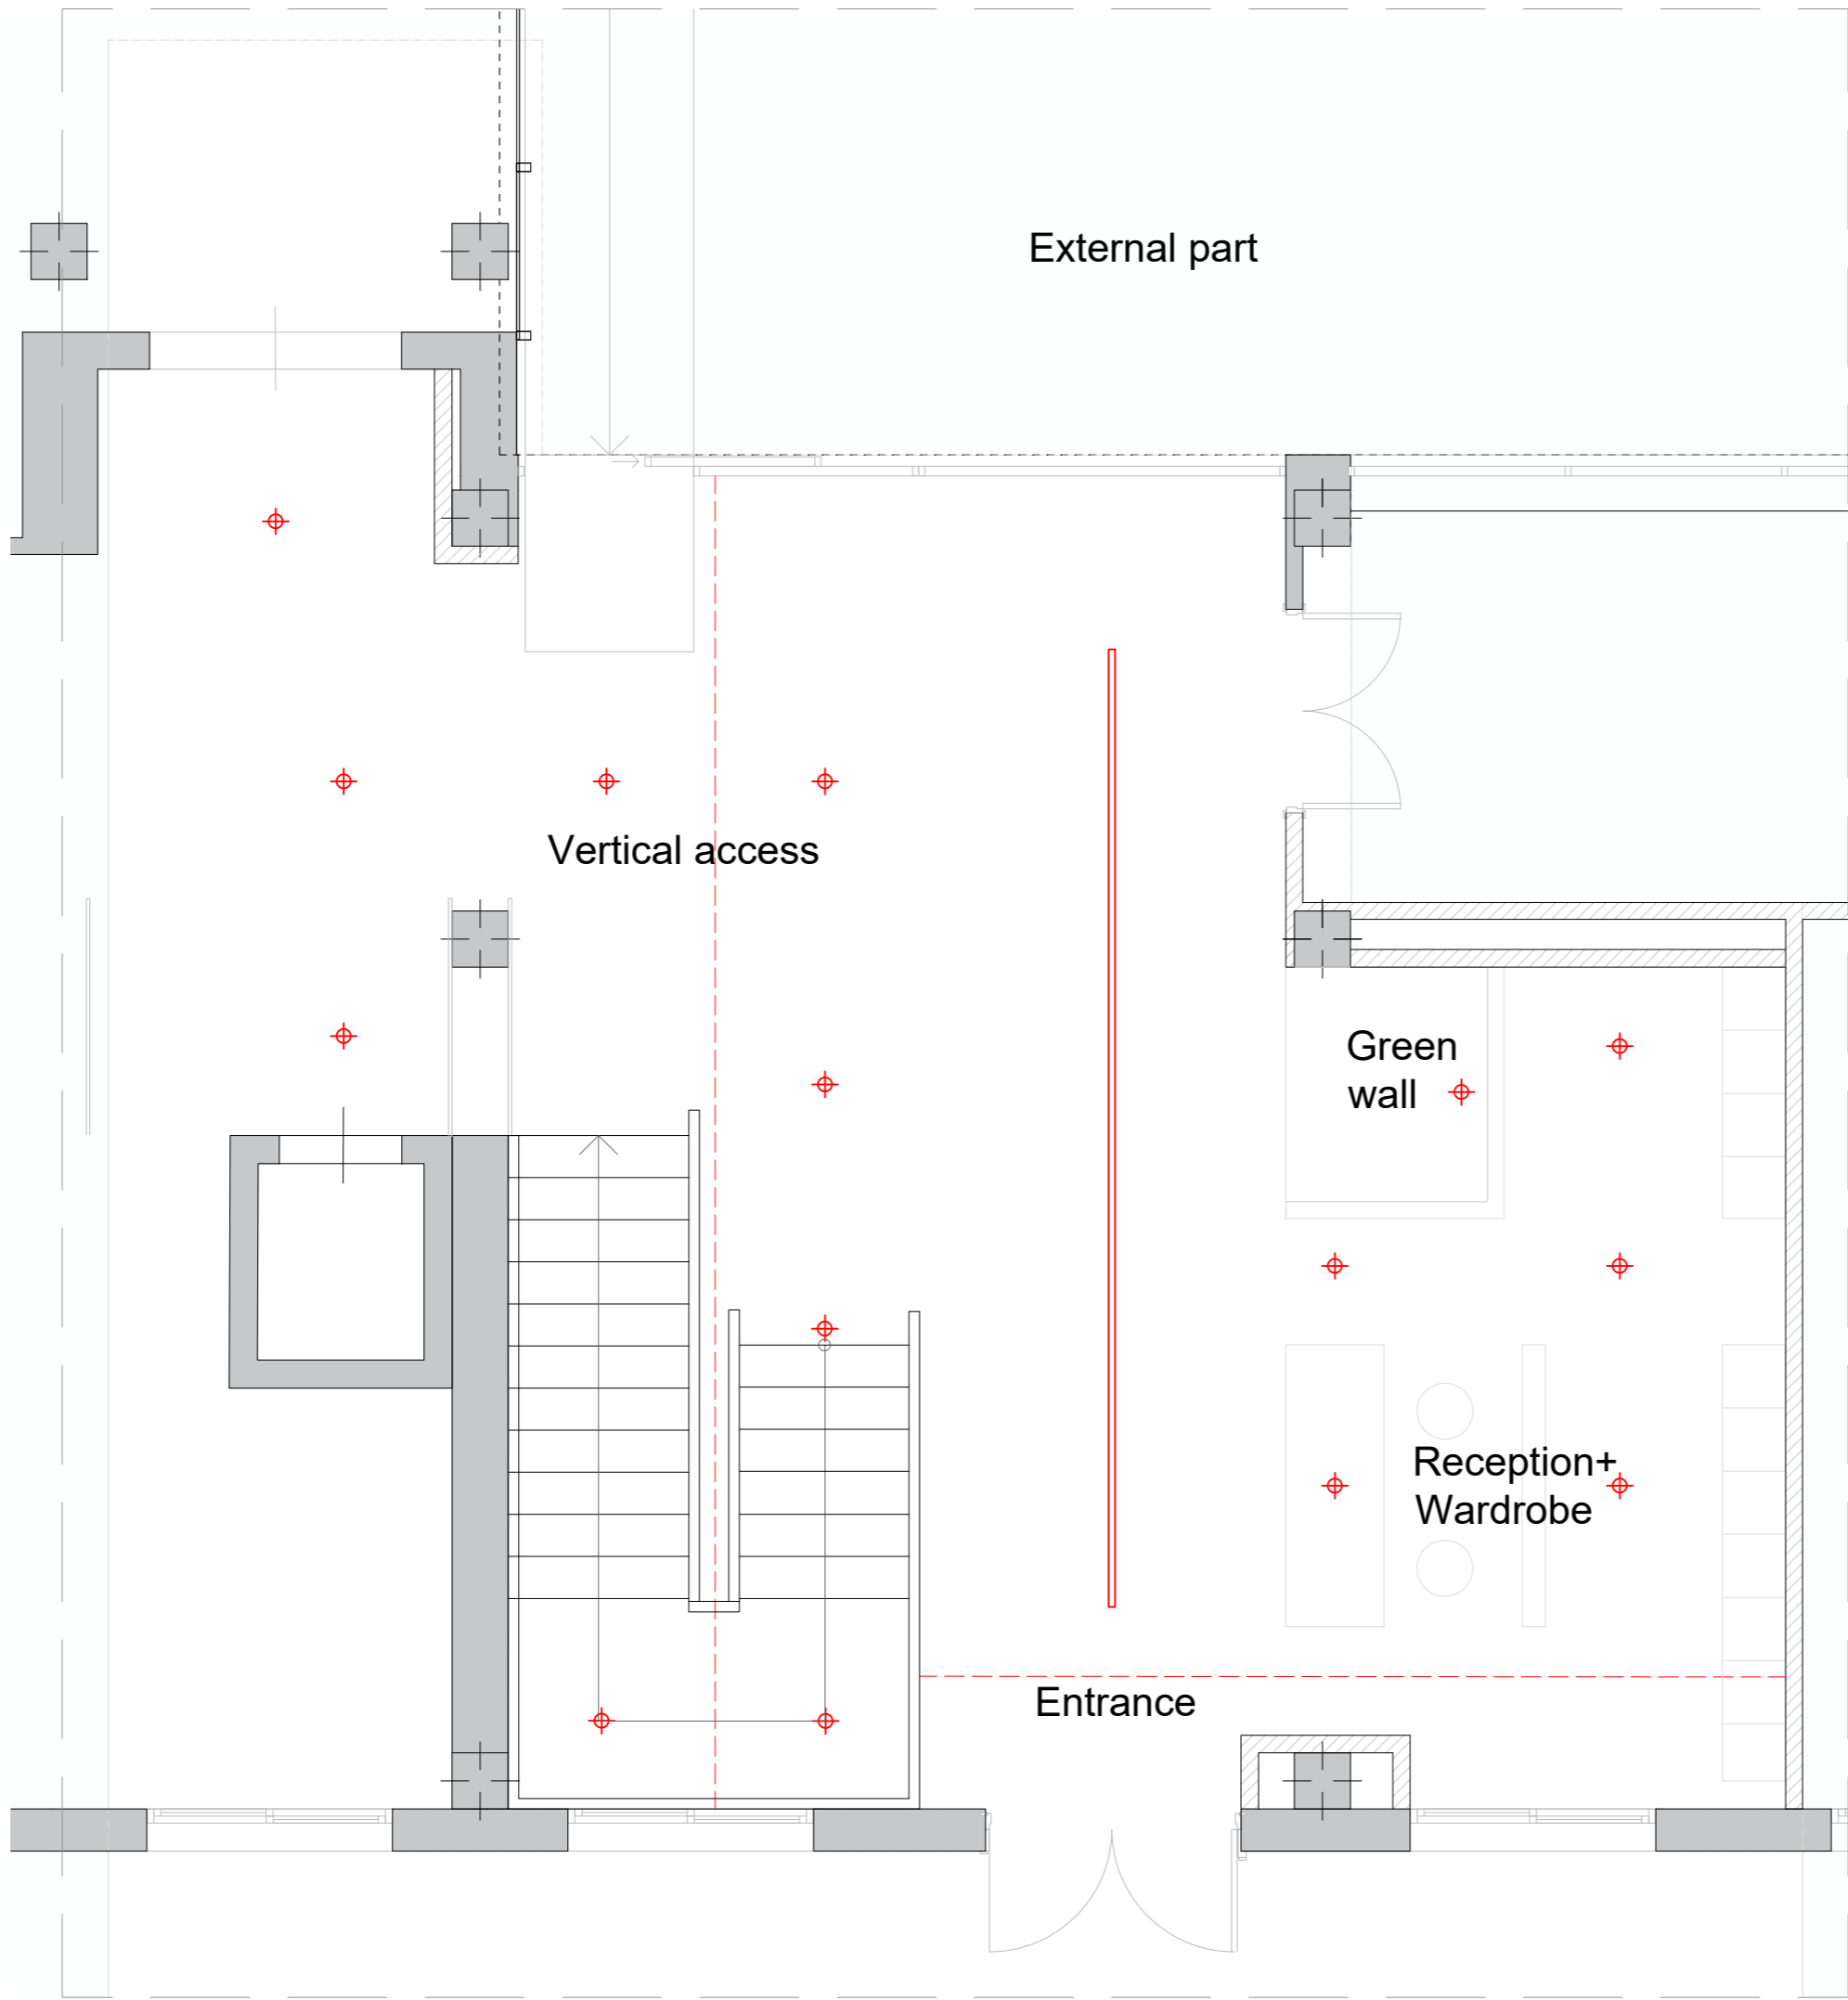 External part
Vertical access
Green
wall
Reception+
Wardrobe
Entrance